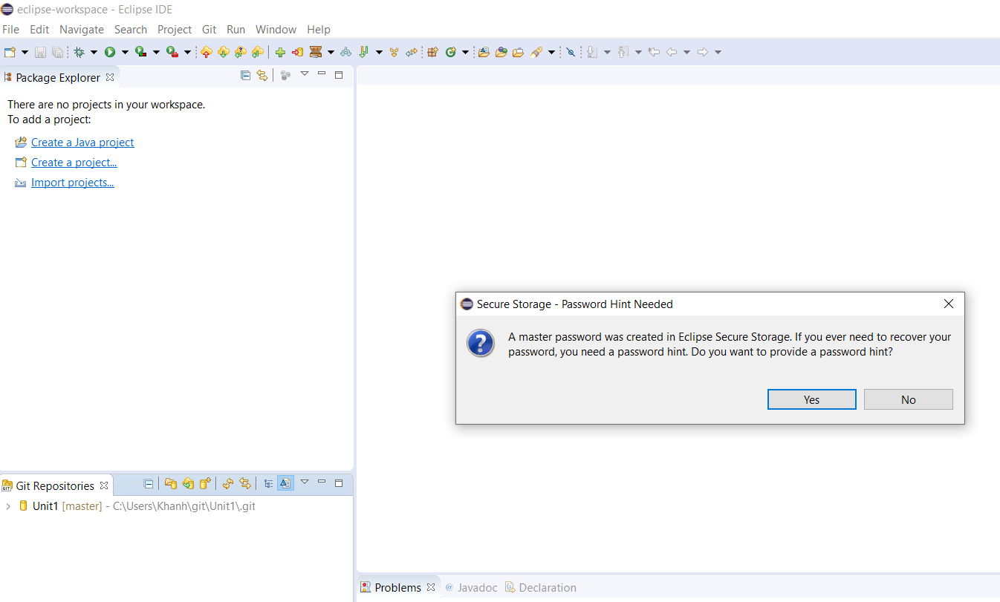 eclipse-workspace - Eclipse IDE
File Edit Navigate Search Project Git Run Window Help
Package Explorer
There are no projects in your workspace.
To add a project:
Create a Java project
Create a project...
Import projects...
Secure Storage - Password Hint Needed
A master password was created in Eclipse Secure Storage. If you ever need to recover your
password, you need a password hint. Do you want to provide a password hint?
Yes No
GIT Git Repositories
Unit1 [master] - C:\Users\Khanh\git\Unit1\.git
Problems @ Javadoc Declaration